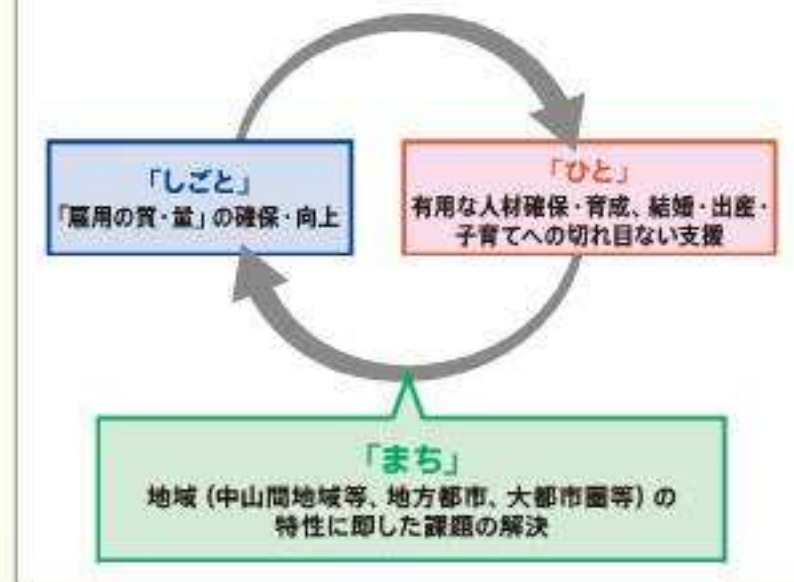 「しごと」
「雇用の質・量」の確保・向上
「ひと」
有用な人材確保・育成、結婚・出産・
子育てへの切れ目ない支援
「まち」
地域(中山間地域等、地方都市、大都市圏等)の
特性に即した課題の解決